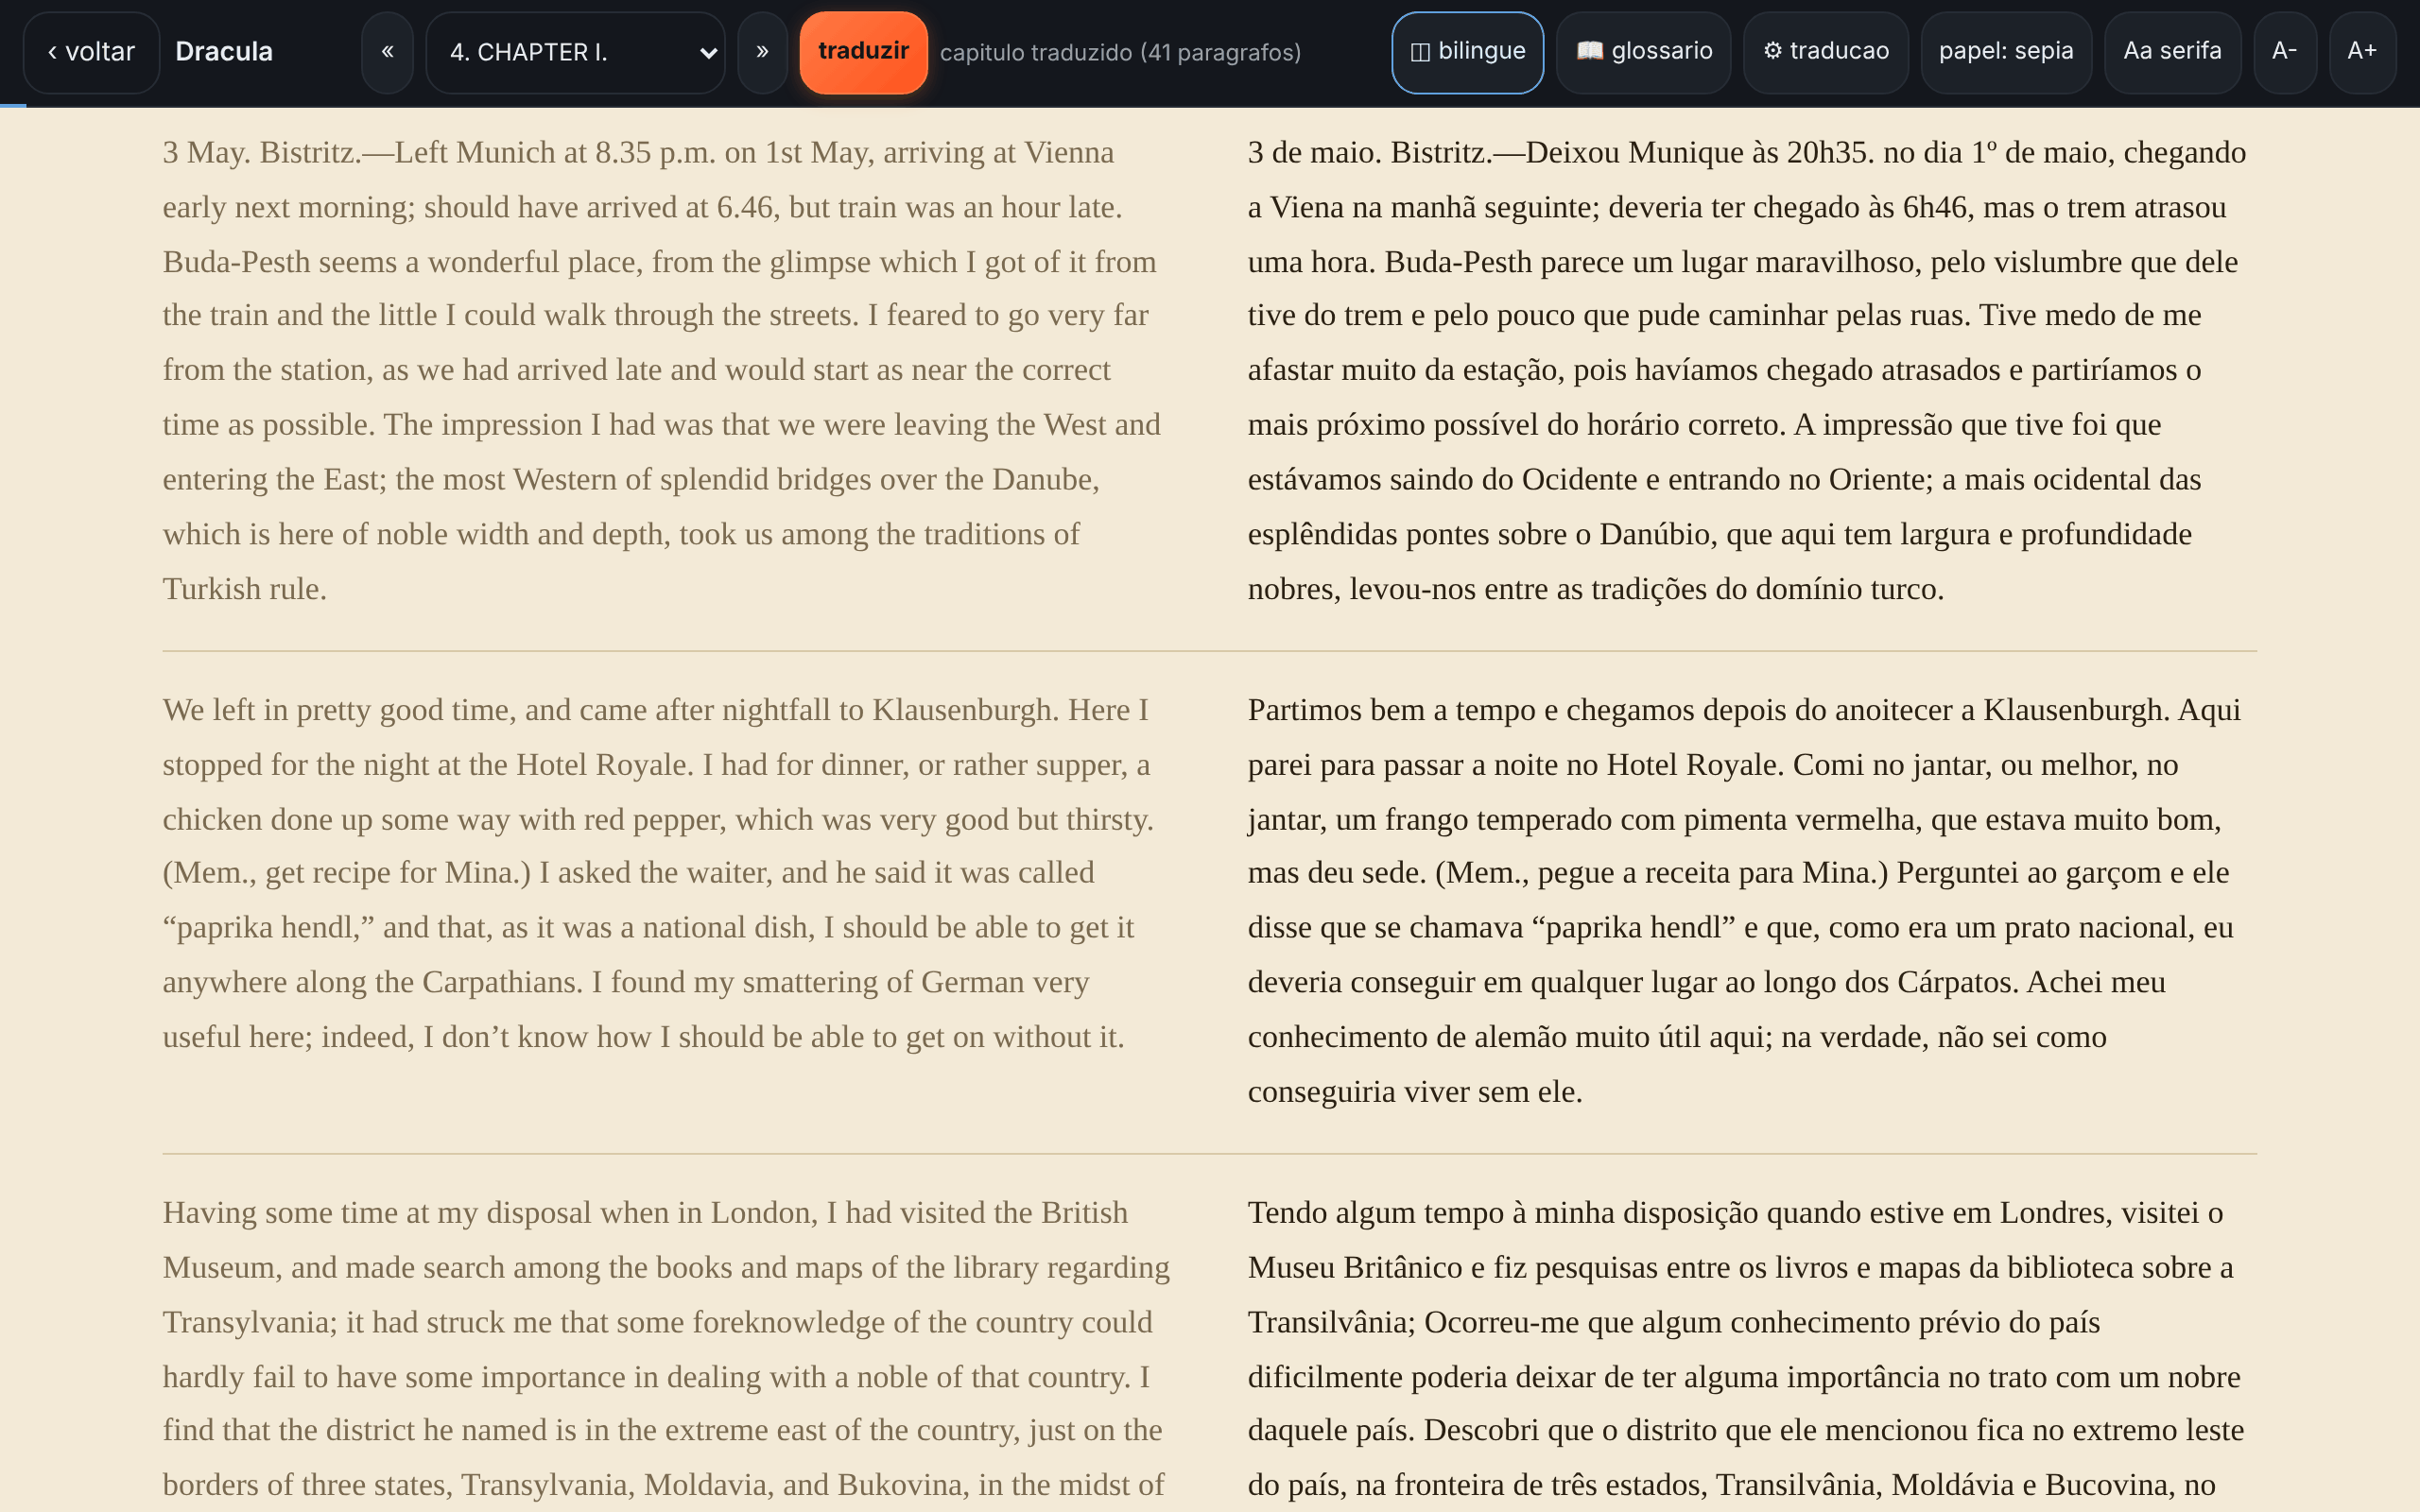 ‹ voltar Dracula « 4. CHAPTER I. » traduzir capitulo traduzido (41 paragrafos) ◫ bilingue 📖 glossario ⚙ traducao papel: sepia Aa serifa A- A+
3 May. Bistritz.—Left Munich at 8.35 p.m. on 1st May, arriving at Vienna
early next morning; should have arrived at 6.46, but train was an hour late.
Buda-Pesth seems a wonderful place, from the glimpse which I got of it from
the train and the little I could walk through the streets. I feared to go very far
from the station, as we had arrived late and would start as near the correct
time as possible. The impression I had was that we were leaving the West and
entering the East; the most Western of splendid bridges over the Danube,
which is here of noble width and depth, took us among the traditions of
Turkish rule.
3 de maio. Bistritz.—Deixou Munique às 20h35. no dia 1º de maio, chegando
a Viena na manhã seguinte; deveria ter chegado às 6h46, mas o trem atrasou
uma hora. Buda-Pesth parece um lugar maravilhoso, pelo vislumbre que dele
tive do trem e pelo pouco que pude caminhar pelas ruas. Tive medo de me
afastar muito da estação, pois havíamos chegado atrasados e partiríamos o
mais próximo possível do horário correto. A impressão que tive foi que
estávamos saindo do Ocidente e entrando no Oriente; a mais ocidental das
esplêndidas pontes sobre o Danúbio, que aqui tem largura e profundidade
nobres, levou-nos entre as tradições do domínio turco.
We left in pretty good time, and came after nightfall to Klausenburgh. Here I
stopped for the night at the Hotel Royale. I had for dinner, or rather supper, a
chicken done up some way with red pepper, which was very good but thirsty.
(Mem., get recipe for Mina.) I asked the waiter, and he said it was called
“paprika hendl,” and that, as it was a national dish, I should be able to get it
anywhere along the Carpathians. I found my smattering of German very
useful here; indeed, I don’t know how I should be able to get on without it.
Partimos bem a tempo e chegamos depois do anoitecer a Klausenburgh. Aqui
parei para passar a noite no Hotel Royale. Comi no jantar, ou melhor, no
jantar, um frango temperado com pimenta vermelha, que estava muito bom,
mas deu sede. (Mem., pegue a receita para Mina.) Perguntei ao garçom e ele
disse que se chamava “paprika hendl” e que, como era um prato nacional, eu
deveria conseguir em qualquer lugar ao longo dos Cárpatos. Achei meu
conhecimento de alemão muito útil aqui; na verdade, não sei como
conseguiria viver sem ele.
Having some time at my disposal when in London, I had visited the British
Museum, and made search among the books and maps of the library regarding
Transylvania; it had struck me that some foreknowledge of the country could
hardly fail to have some importance in dealing with a noble of that country. I
find that the district he named is in the extreme east of the country, just on the
borders of three states, Transylvania, Moldavia, and Bukovina, in the midst of
Tendo algum tempo à minha disposição quando estive em Londres, visitei o
Museu Britânico e fiz pesquisas entre os livros e mapas da biblioteca sobre a
Transilvânia; Ocorreu-me que algum conhecimento prévio do país
dificilmente poderia deixar de ter alguma importância no trato com um nobre
daquele país. Descobri que o distrito que ele mencionou fica no extremo leste
do país, na fronteira de três estados, Transilvânia, Moldávia e Bucovina, no